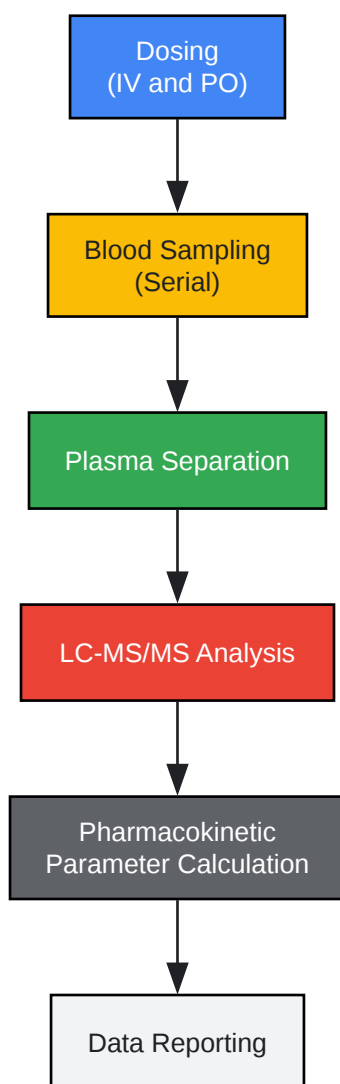 Dosing
(IV and PO)
Blood Sampling
(Serial)
Plasma Separation
LC-MS/MS Analysis
Pharmacokinetic
Parameter Calculation
Data Reporting